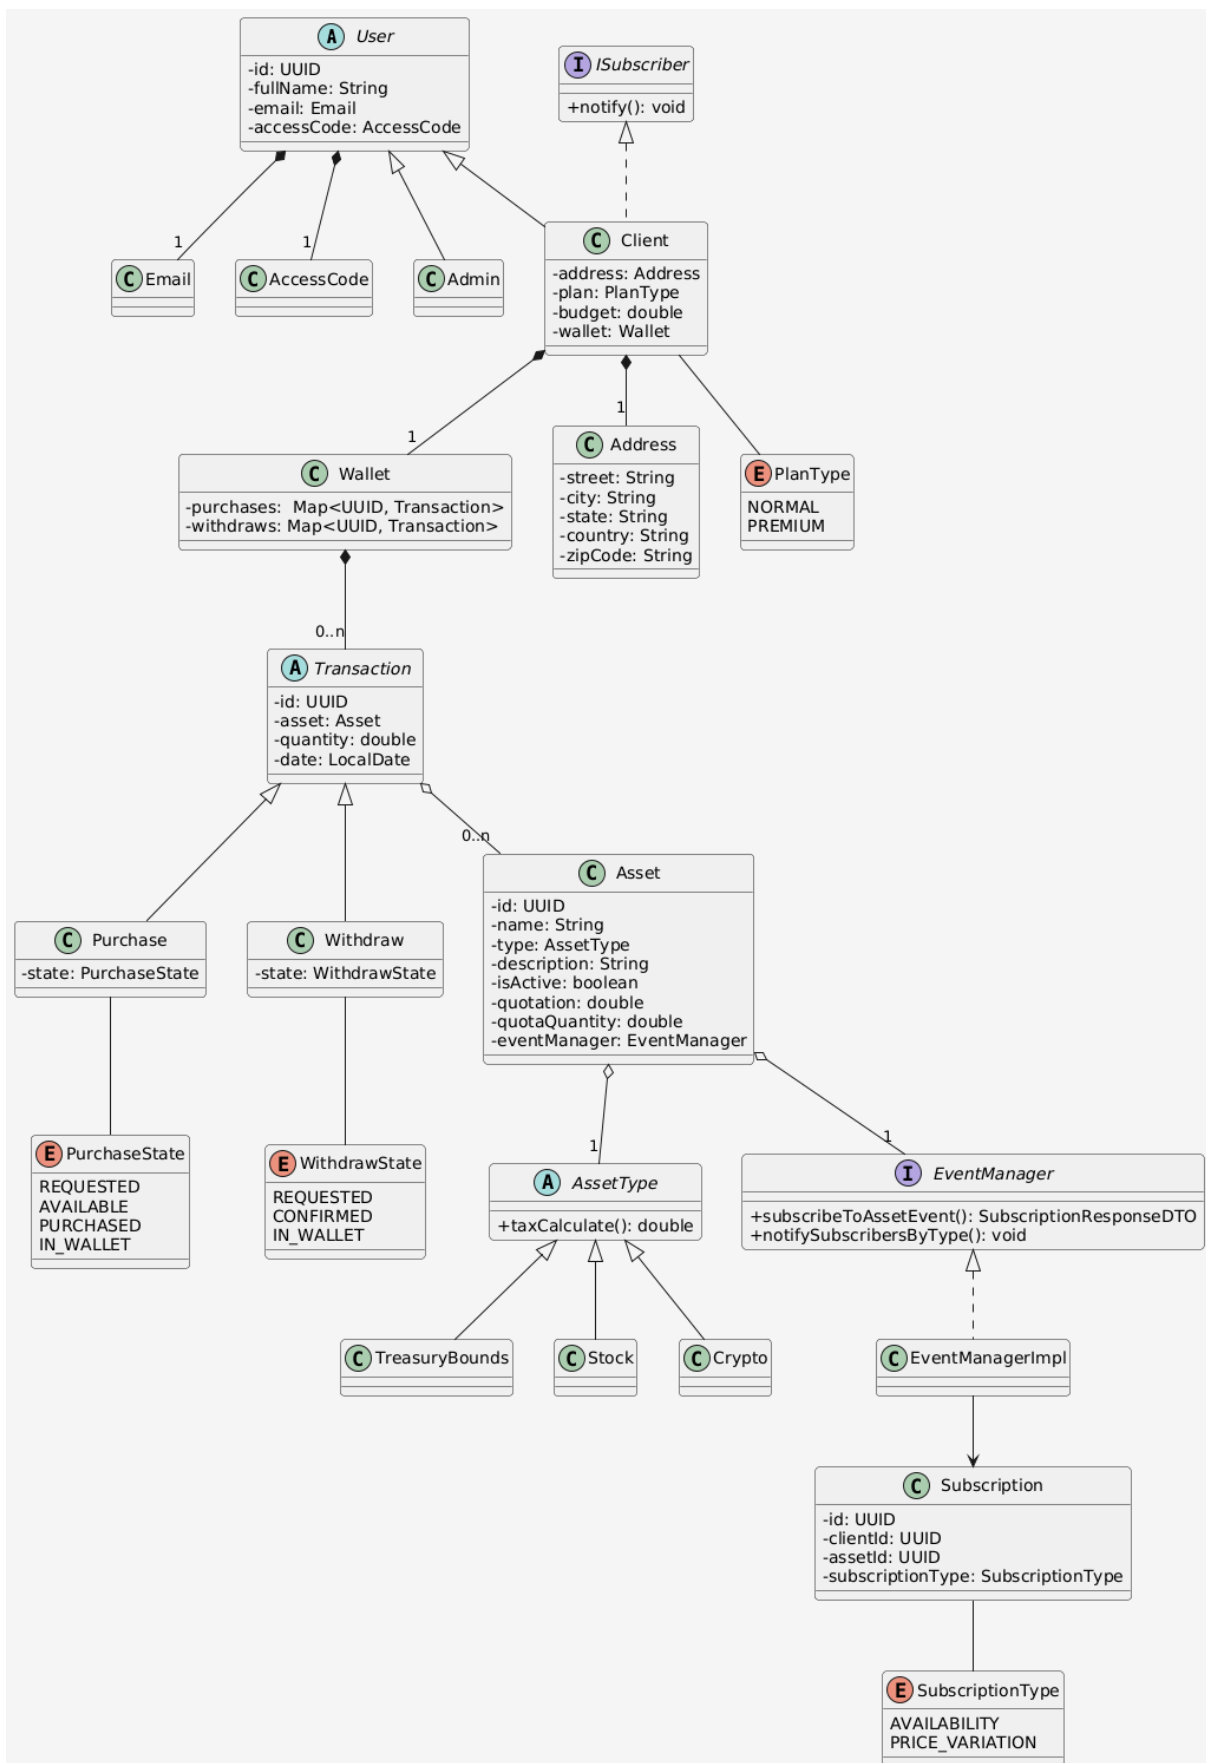 A User
-id: UUID
-fullName: String
-email: Email
-accessCode: AccessCode
I ISubscriber
+notify(): void
1
1
C Email
C AccessCode
C Admin
C Client
-address: Address
-plan: PlanType
-budget: double
-wallet: Wallet
1
1
C Wallet
-purchases:  Map<UUID, Transaction>
-withdraws: Map<UUID, Transaction>
C Address
-street: String
-city: String
-state: String
-country: String
-zipCode: String
E PlanType
NORMAL
PREMIUM
0..n
A Transaction
-id: UUID
-asset: Asset
-quantity: double
-date: LocalDate
0..n
C Purchase
-state: PurchaseState
C Withdraw
-state: WithdrawState
C Asset
-id: UUID
-name: String
-type: AssetType
-description: String
-isActive: boolean
-quotation: double
-quotaQuantity: double
-eventManager: EventManager
1
1
E PurchaseState
REQUESTED
AVAILABLE
PURCHASED
IN_WALLET
E WithdrawState
REQUESTED
CONFIRMED
IN_WALLET
A AssetType
+taxCalculate(): double
I EventManager
+subscribeToAssetEvent(): SubscriptionResponseDTO
+notifySubscribersByType(): void
C TreasuryBounds
C Stock
C Crypto
C EventManagerImpl
C Subscription
-id: UUID
-clientId: UUID
-assetId: UUID
-subscriptionType: SubscriptionType
E SubscriptionType
AVAILABILITY
PRICE_VARIATION